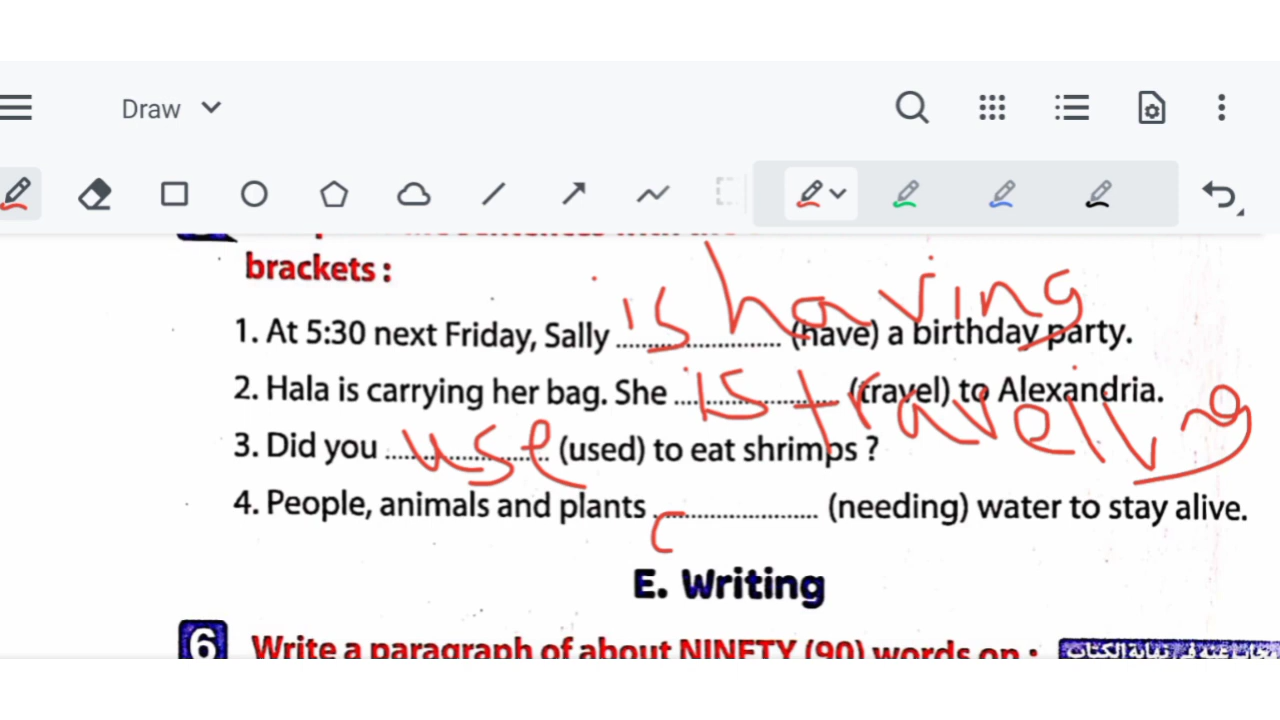 Draw
brackets :
1. At 5:30 next Friday, Sally .................... is having (have) a birthday party.
2. Hala is carrying her bag. She .................... is travelling (travel) to Alexandria.
3. Did you .................... use (used) to eat shrimps ?
4. People, animals and plants .................... (needing) water to stay alive.
E. Writing
6 Write a paragraph of about NINETY (90) words on :